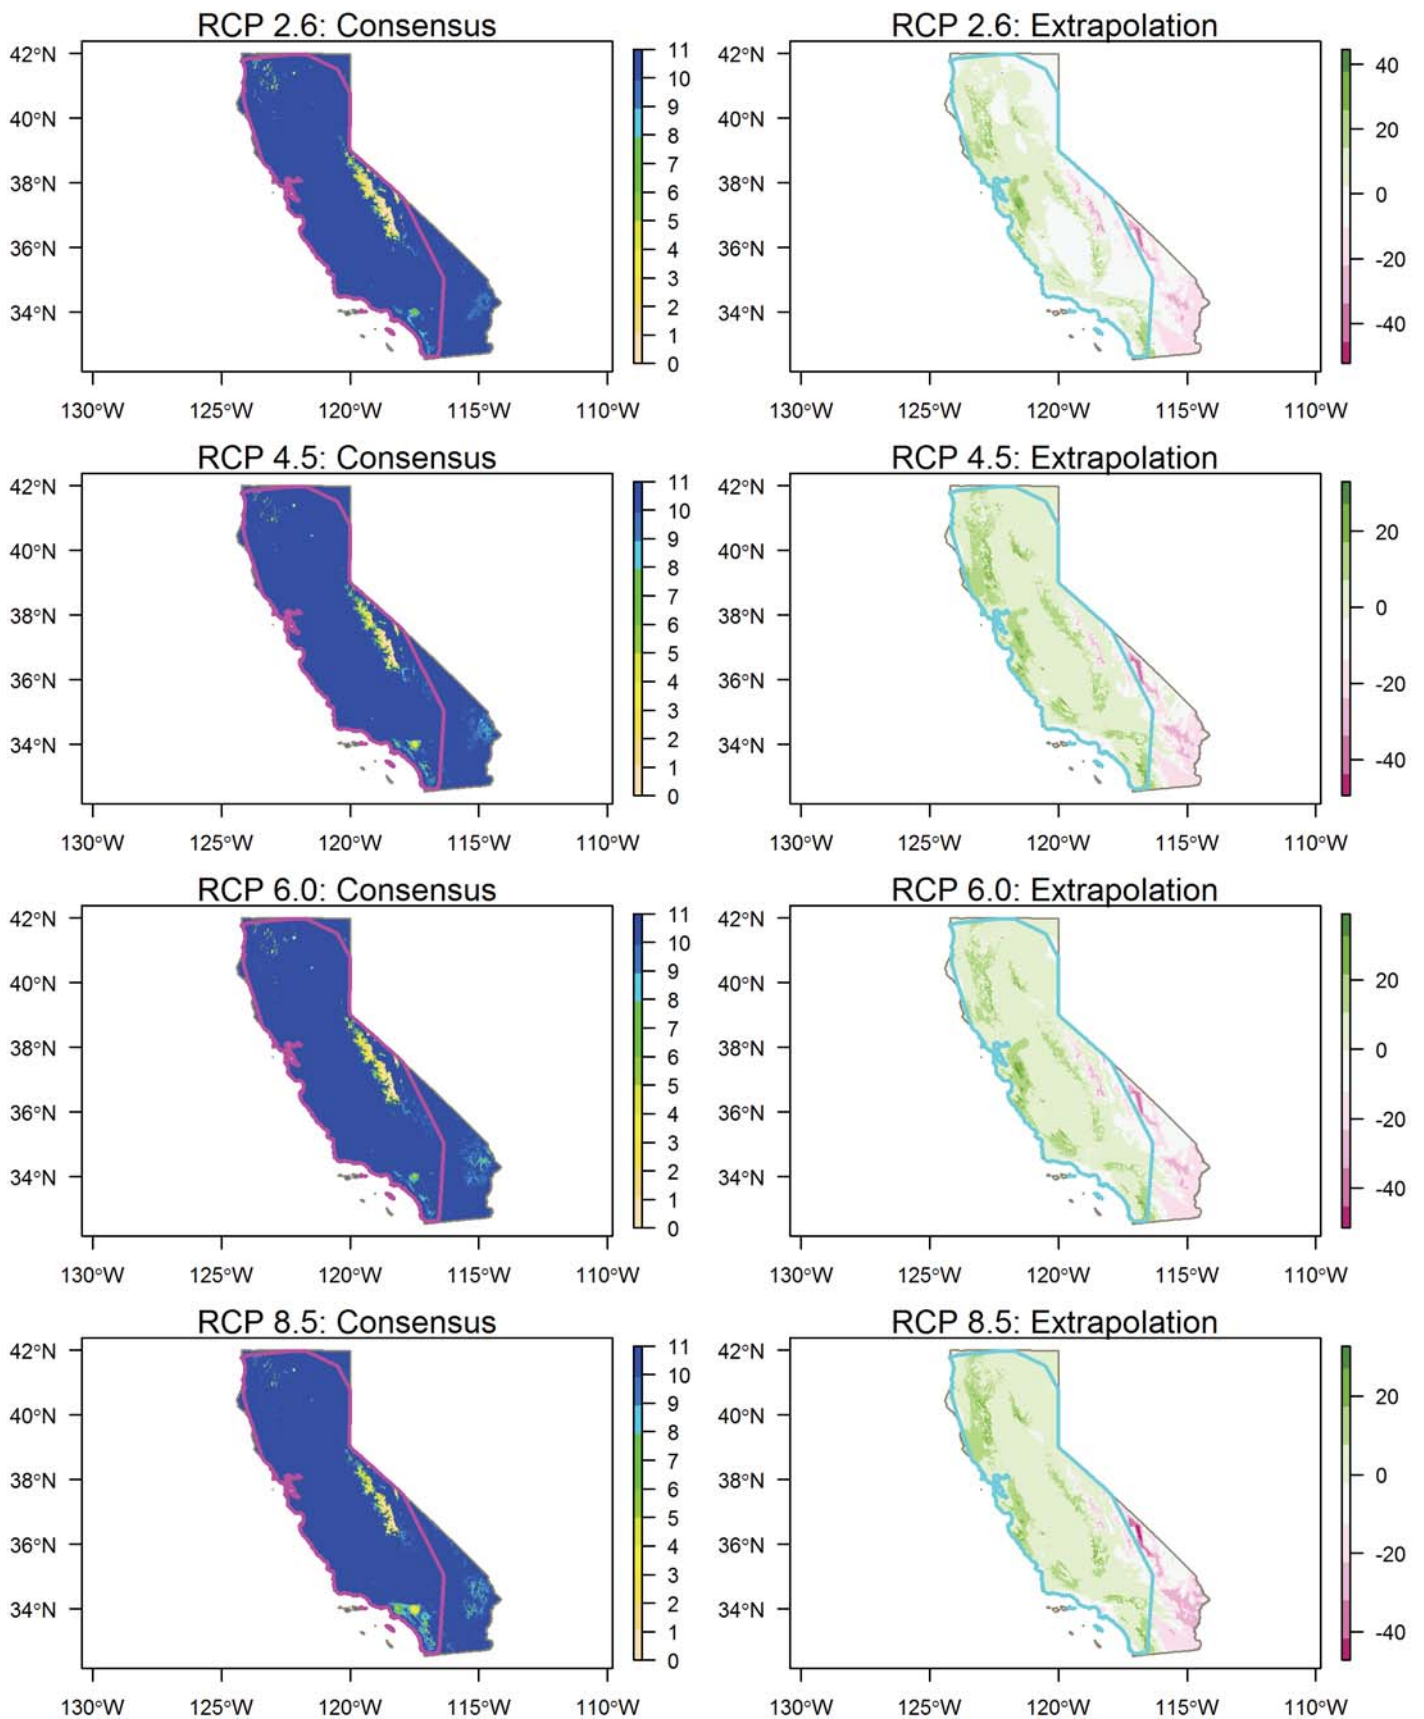 RCP 2.6: Consensus
42°N
40°N
38°N
36°N
34°N
130°W 125°W 120°W 115°W 110°W
11
10
9
8
7
6
5
4
3
2
1
0
RCP 2.6: Extrapolation
42°N
40°N
38°N
36°N
34°N
130°W 125°W 120°W 115°W 110°W
40
20
0
-20
-40
RCP 4.5: Consensus
42°N
40°N
38°N
36°N
34°N
130°W 125°W 120°W 115°W 110°W
11
10
9
8
7
6
5
4
3
2
1
0
RCP 4.5: Extrapolation
42°N
40°N
38°N
36°N
34°N
130°W 125°W 120°W 115°W 110°W
20
0
-20
-40
RCP 6.0: Consensus
42°N
40°N
38°N
36°N
34°N
130°W 125°W 120°W 115°W 110°W
11
10
9
8
7
6
5
4
3
2
1
0
RCP 6.0: Extrapolation
42°N
40°N
38°N
36°N
34°N
130°W 125°W 120°W 115°W 110°W
20
0
-20
-40
RCP 8.5: Consensus
42°N
40°N
38°N
36°N
34°N
130°W 125°W 120°W 115°W 110°W
11
10
9
8
7
6
5
4
3
2
1
0
RCP 8.5: Extrapolation
42°N
40°N
38°N
36°N
34°N
130°W 125°W 120°W 115°W 110°W
20
0
-20
-40